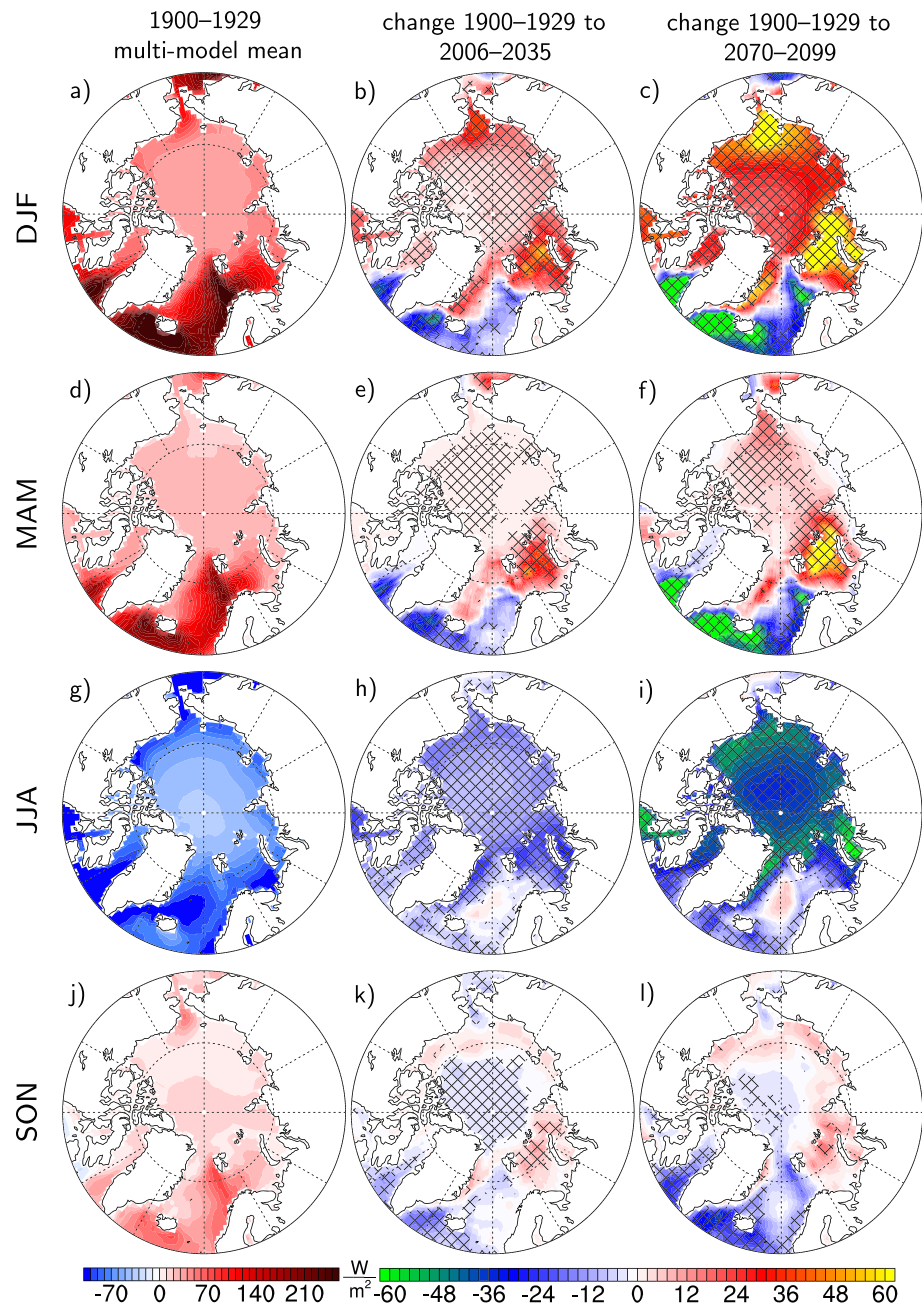 1900–1929
multi-model mean
change 1900–1929 to
2006–2035
change 1900–1929 to
2070–2099
DJF
a)
b)
c)
MAM
d)
e)
f)
JJA
g)
h)
i)
SON
j)
k)
l)
-70 0 70 140 210
W
m²
-60 -48 -36 -24 -12 0 12 24 36 48 60